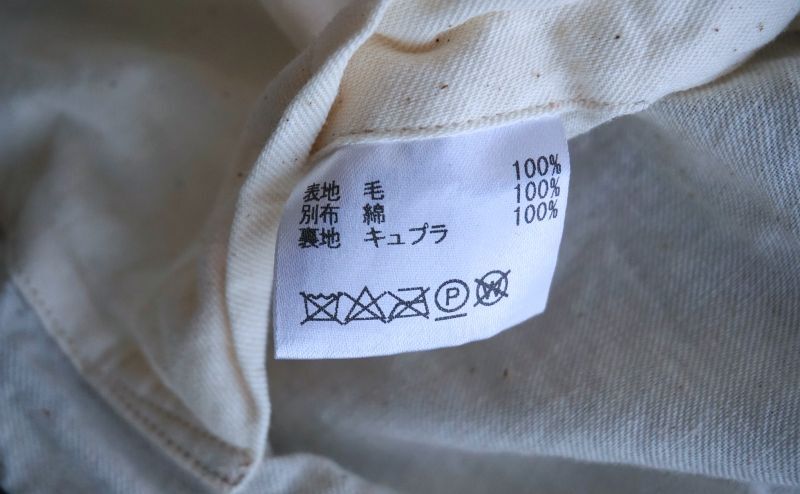 表地 毛 100%
別布 綿 100%
裏地 キュプラ 100%
P W